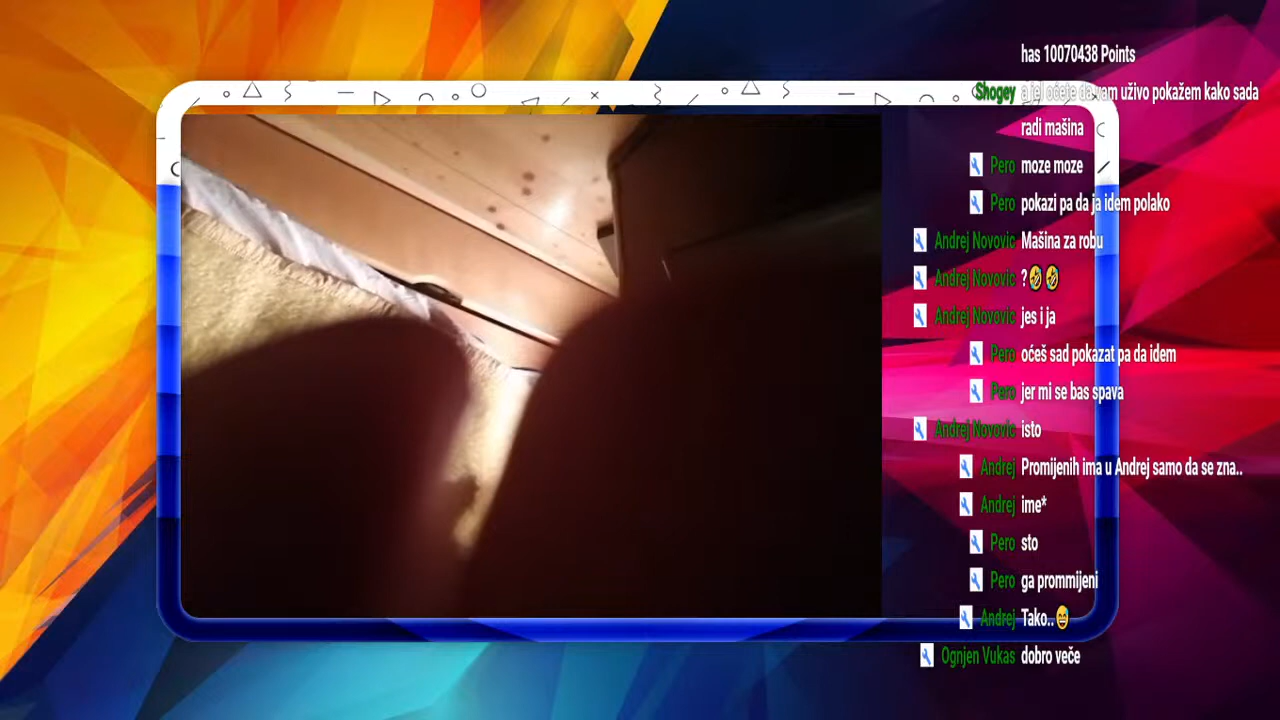 has 10070438 Points
Shogey a jel oćete da vam uživo pokažem kako sada
radi mašina
Pero moze moze
Pero pokazi pa da ja idem polako
Andrej Novovic Mašina za robu
Andrej Novovic ?🤣🤣
Andrej Novovic jes i ja
Pero oćeš sad pokazat pa da idem
Pero jer mi se bas spava
Andrej Novovic isto
Andrej Promijenih ima u Andrej samo da se zna..
Andrej ime*
Pero sto
Pero ga prommijeni
Andrej Tako..😅
Ognjen Vukas dobro veče